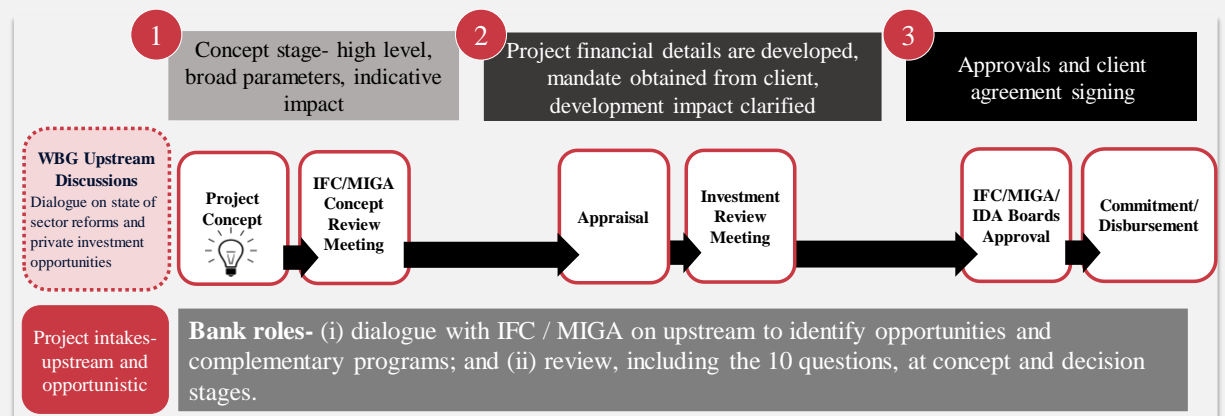 1
Concept stage- high level,
broad parameters, indicative
impact
2
Project financial details are developed,
mandate obtained from client,
development impact clarified
3
Approvals and client
agreement signing
WBG Upstream
Discussions
Dialogue on state of
sector reforms and
private investment
opportunities
Project
Concept
IFC/MIGA
Concept
Review
Meeting
Appraisal
Investment
Review
Meeting
IFC/MIGA/
IDA Boards
Approval
Commitment/
Disbursement
Project intakes-
upstream and
opportunistic
Bank roles- (i) dialogue with IFC / MIGA on upstream to identify opportunities and
complementary programs; and (ii) review, including the 10 questions, at concept and decision
stages.